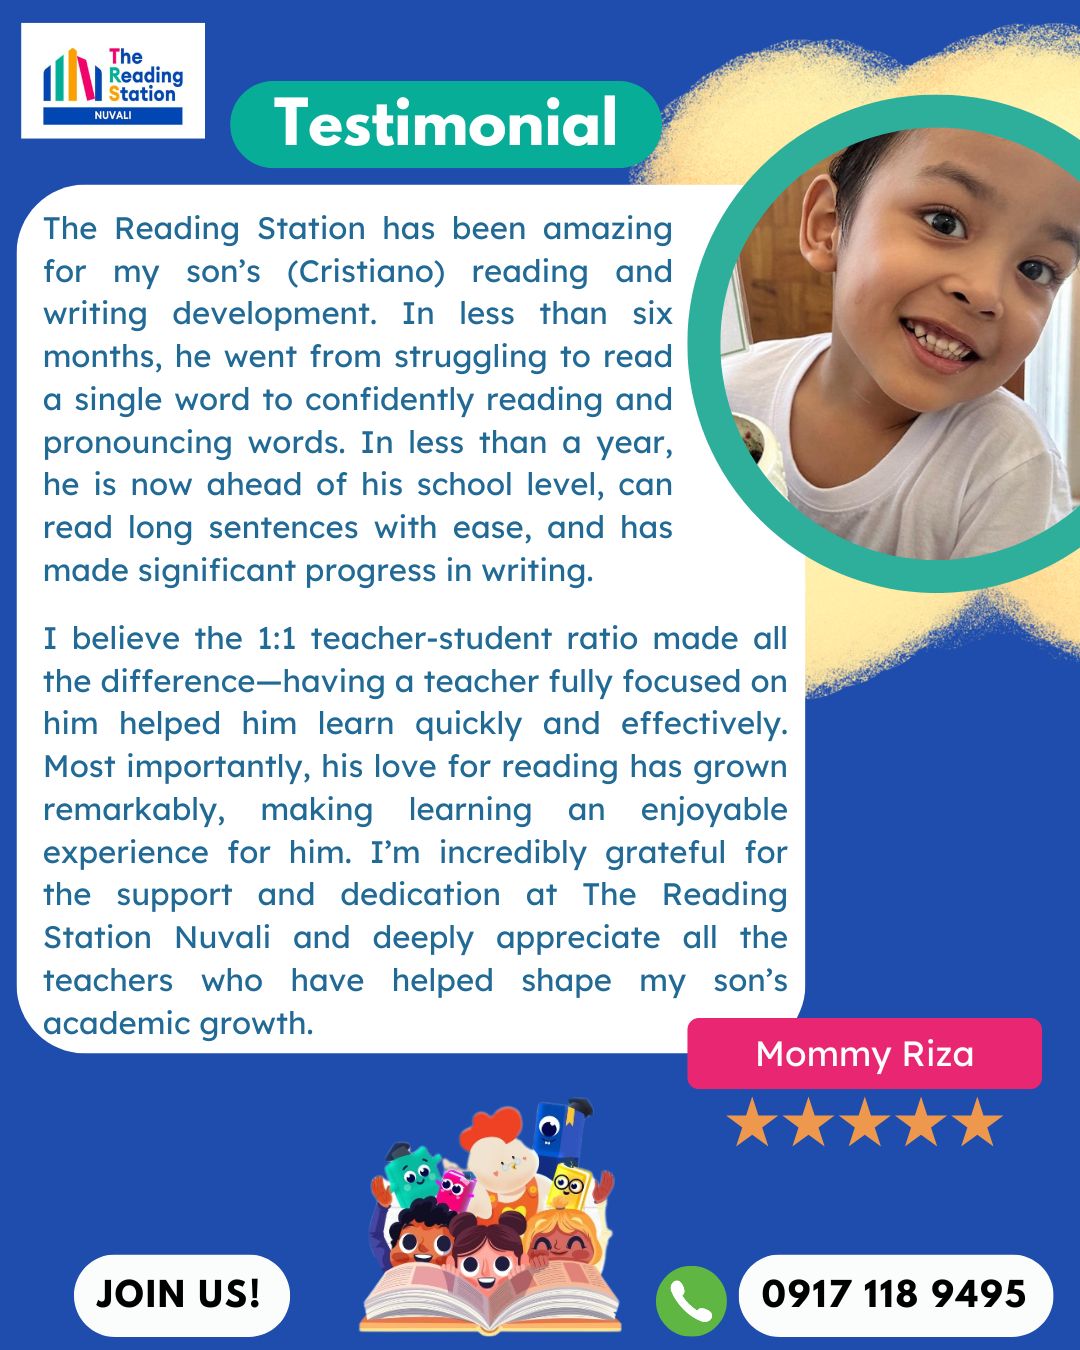 The
Reading
Station
NUVALI
Testimonial
The Reading Station has been amazing
for my son’s (Cristiano) reading and
writing development. In less than six
months, he went from struggling to read
a single word to confidently reading and
pronouncing words. In less than a year,
he is now ahead of his school level, can
read long sentences with ease, and has
made significant progress in writing.
I believe the 1:1 teacher-student ratio made all
the difference—having a teacher fully focused on
him helped him learn quickly and effectively.
Most importantly, his love for reading has grown
remarkably, making learning an enjoyable
experience for him. I’m incredibly grateful for
the support and dedication at The Reading
Station Nuvali and deeply appreciate all the
teachers who have helped shape my son’s
academic growth.
Mommy Riza
JOIN US!
0917 118 9495